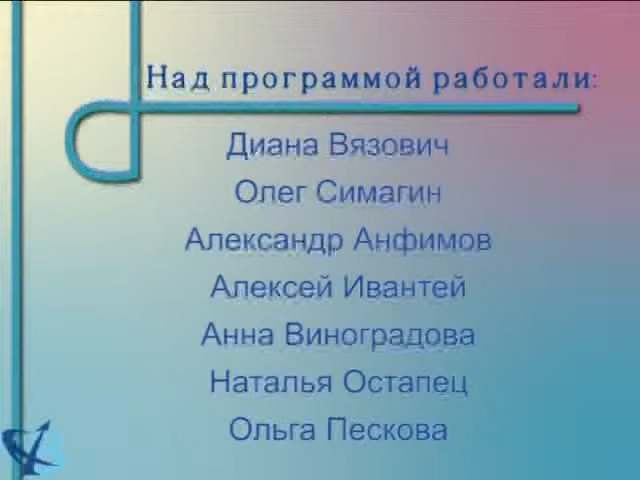 Над программой работали:
Диана Вязович
Олег Симагин
Александр Анфимов
Алексей Ивантей
Анна Виноградова
Наталья Остапец
Ольга Пескова